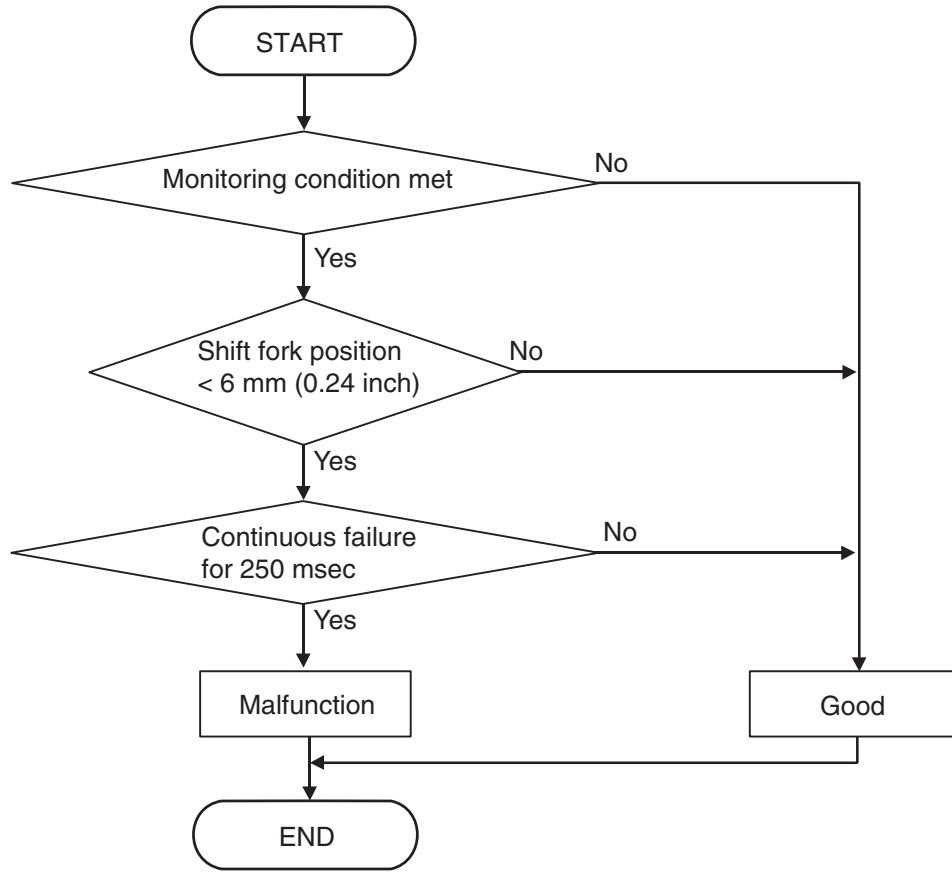 START
Monitoring condition met
No
Yes
Shift fork position
< 6 mm (0.24 inch)
No
Yes
Continuous failure
for 250 msec
No
Yes
Malfunction
Good
END